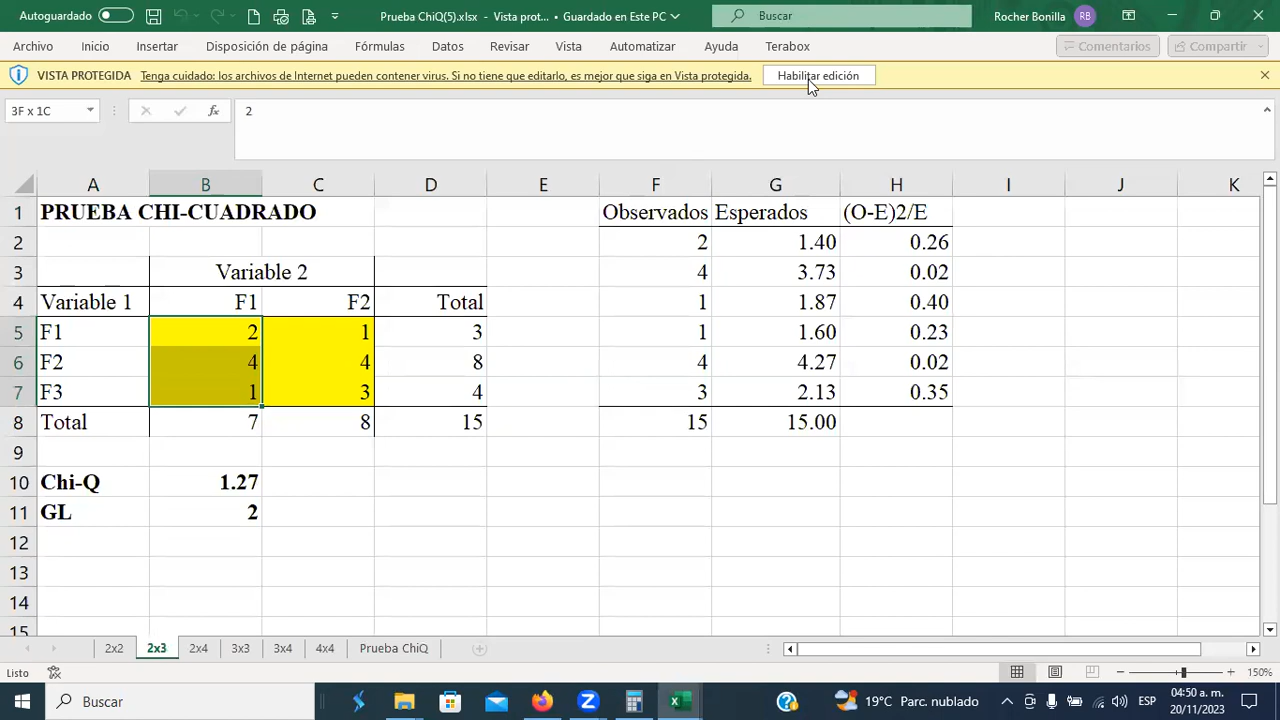 Autoguardado
Prueba ChiQ(5).xlsx - Vista prot... • Guardado en Este PC
Buscar
Rocher Bonilla RB
Archivo Inicio Insertar Disposición de página Fórmulas Datos Revisar Vista Automatizar Ayuda Terabox
Comentarios Compartir
VISTA PROTEGIDA Tenga cuidado: los archivos de Internet pueden contener virus. Si no tiene que editarlo, es mejor que siga en Vista protegida. Habilitar edición
3F x 1C fx 2
A B C D E F G H I J K
1 PRUEBA CHI-CUADRADO Observados Esperados (O-E)2/E
2 2 1.40 0.26
3 Variable 2 4 3.73 0.02
4 Variable 1 F1 F2 Total 1 1.87 0.40
5 F1 2 1 3 1 1.60 0.23
6 F2 4 4 8 4 4.27 0.02
7 F3 1 3 4 3 2.13 0.35
8 Total 7 8 15 15 15.00
9
10 Chi-Q 1.27
11 GL 2
12
13
14
15
2x2 2x3 2x4 3x3 3x4 4x4 Prueba ChiQ
Listo 150%
Buscar
19°C Parc. nublado
ESP
04:50 a. m.
20/11/2023